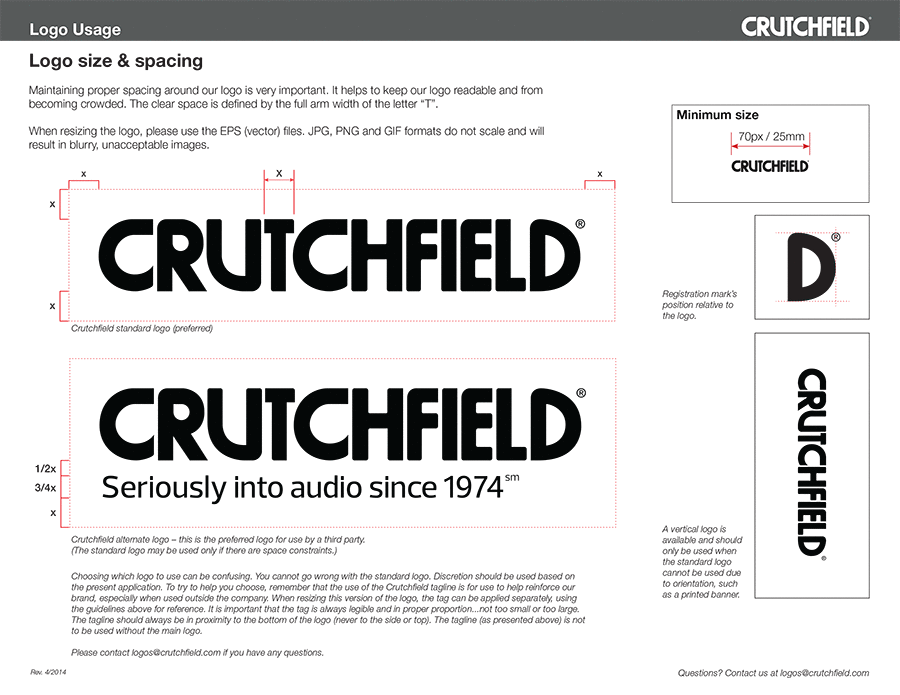 Logo Usage
CRUTCHFIELD®
Logo size & spacing
Maintaining proper spacing around our logo is very important. It helps to keep our logo readable and from
becoming crowded. The clear space is defined by the full arm width of the letter “T”.
When resizing the logo, please use the EPS (vector) files. JPG, PNG and GIF formats do not scale and will
result in blurry, unacceptable images.
x
x
x
x
CRUTCHFIELD®
x
Crutchfield standard logo (preferred)
CRUTCHFIELD®
1/2x
3/4x
Seriously into audio since 1974 sm
x
Crutchfield alternate logo – this is the preferred logo for use by a third party.
(The standard logo may be used only if there are space constraints.)
Choosing which logo to use can be confusing. You cannot go wrong with the standard logo. Discretion should be used based on
the present application. To try to help you choose, remember that the use of the Crutchfield tagline is for use to help reinforce our
brand, especially when used outside the company. When resizing this version of the logo, the tag can be applied separately, using
the guidelines above for reference. It is important that the tag is always legible and in proper proportion...not too small or too large.
The tagline should always be in proximity to the bottom of the logo (never to the side or top). The tagline (as presented above) is not
to be used without the main logo.
Please contact logos@crutchfield.com if you have any questions.
Minimum size
70px / 25mm
CRUTCHFIELD®
D®
Registration mark’s
position relative to
the logo.
CRUTCHFIELD®
A vertical logo is
available and should
only be used when
the standard logo
cannot be used due
to orientation, such
as a printed banner.
Rev. 4/2014
Questions? Contact us at logos@crutchfield.com